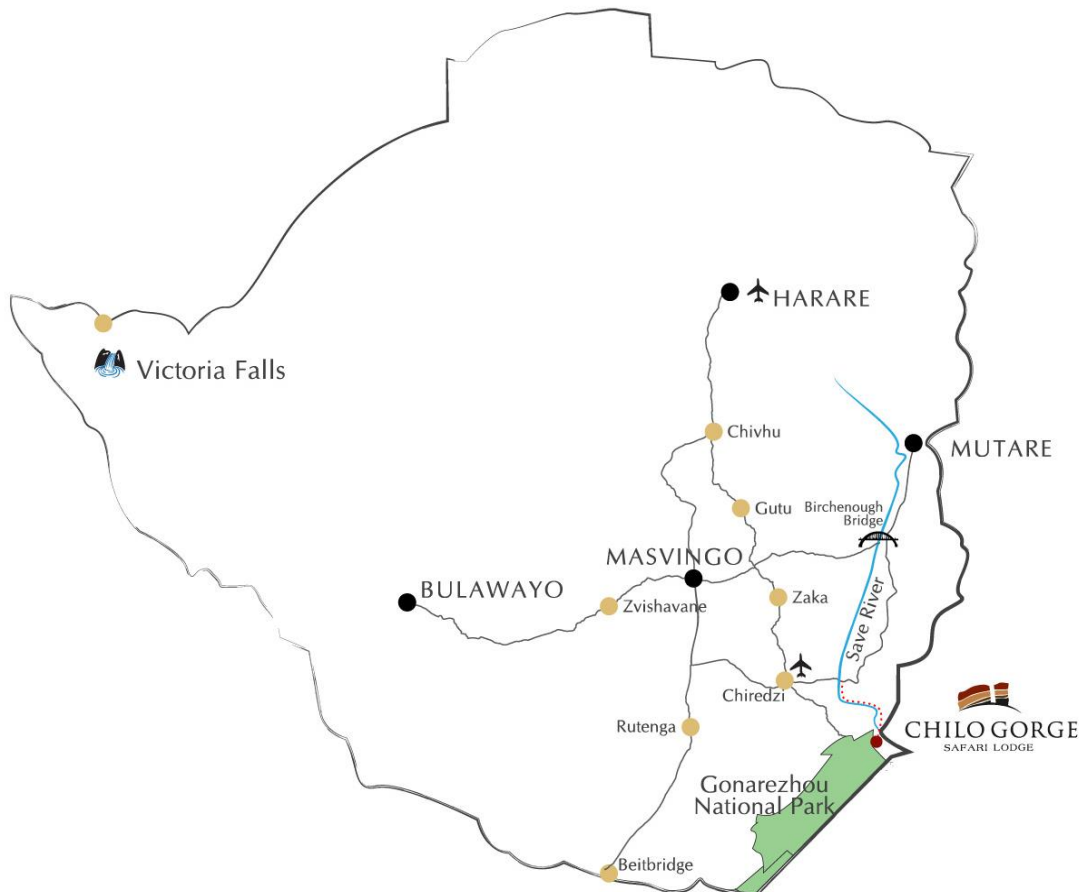 HARARE
Victoria Falls
Chivhu
MUTARE
Gutu
Birchenough
Bridge
MASVINGO
BULAWAYO
Zvishavane
Zaka
Save River
Chiredzi
Rutenga
CHILO GORGE
SAFARI LODGE
Gonarezhou
National Park
Beitbridge